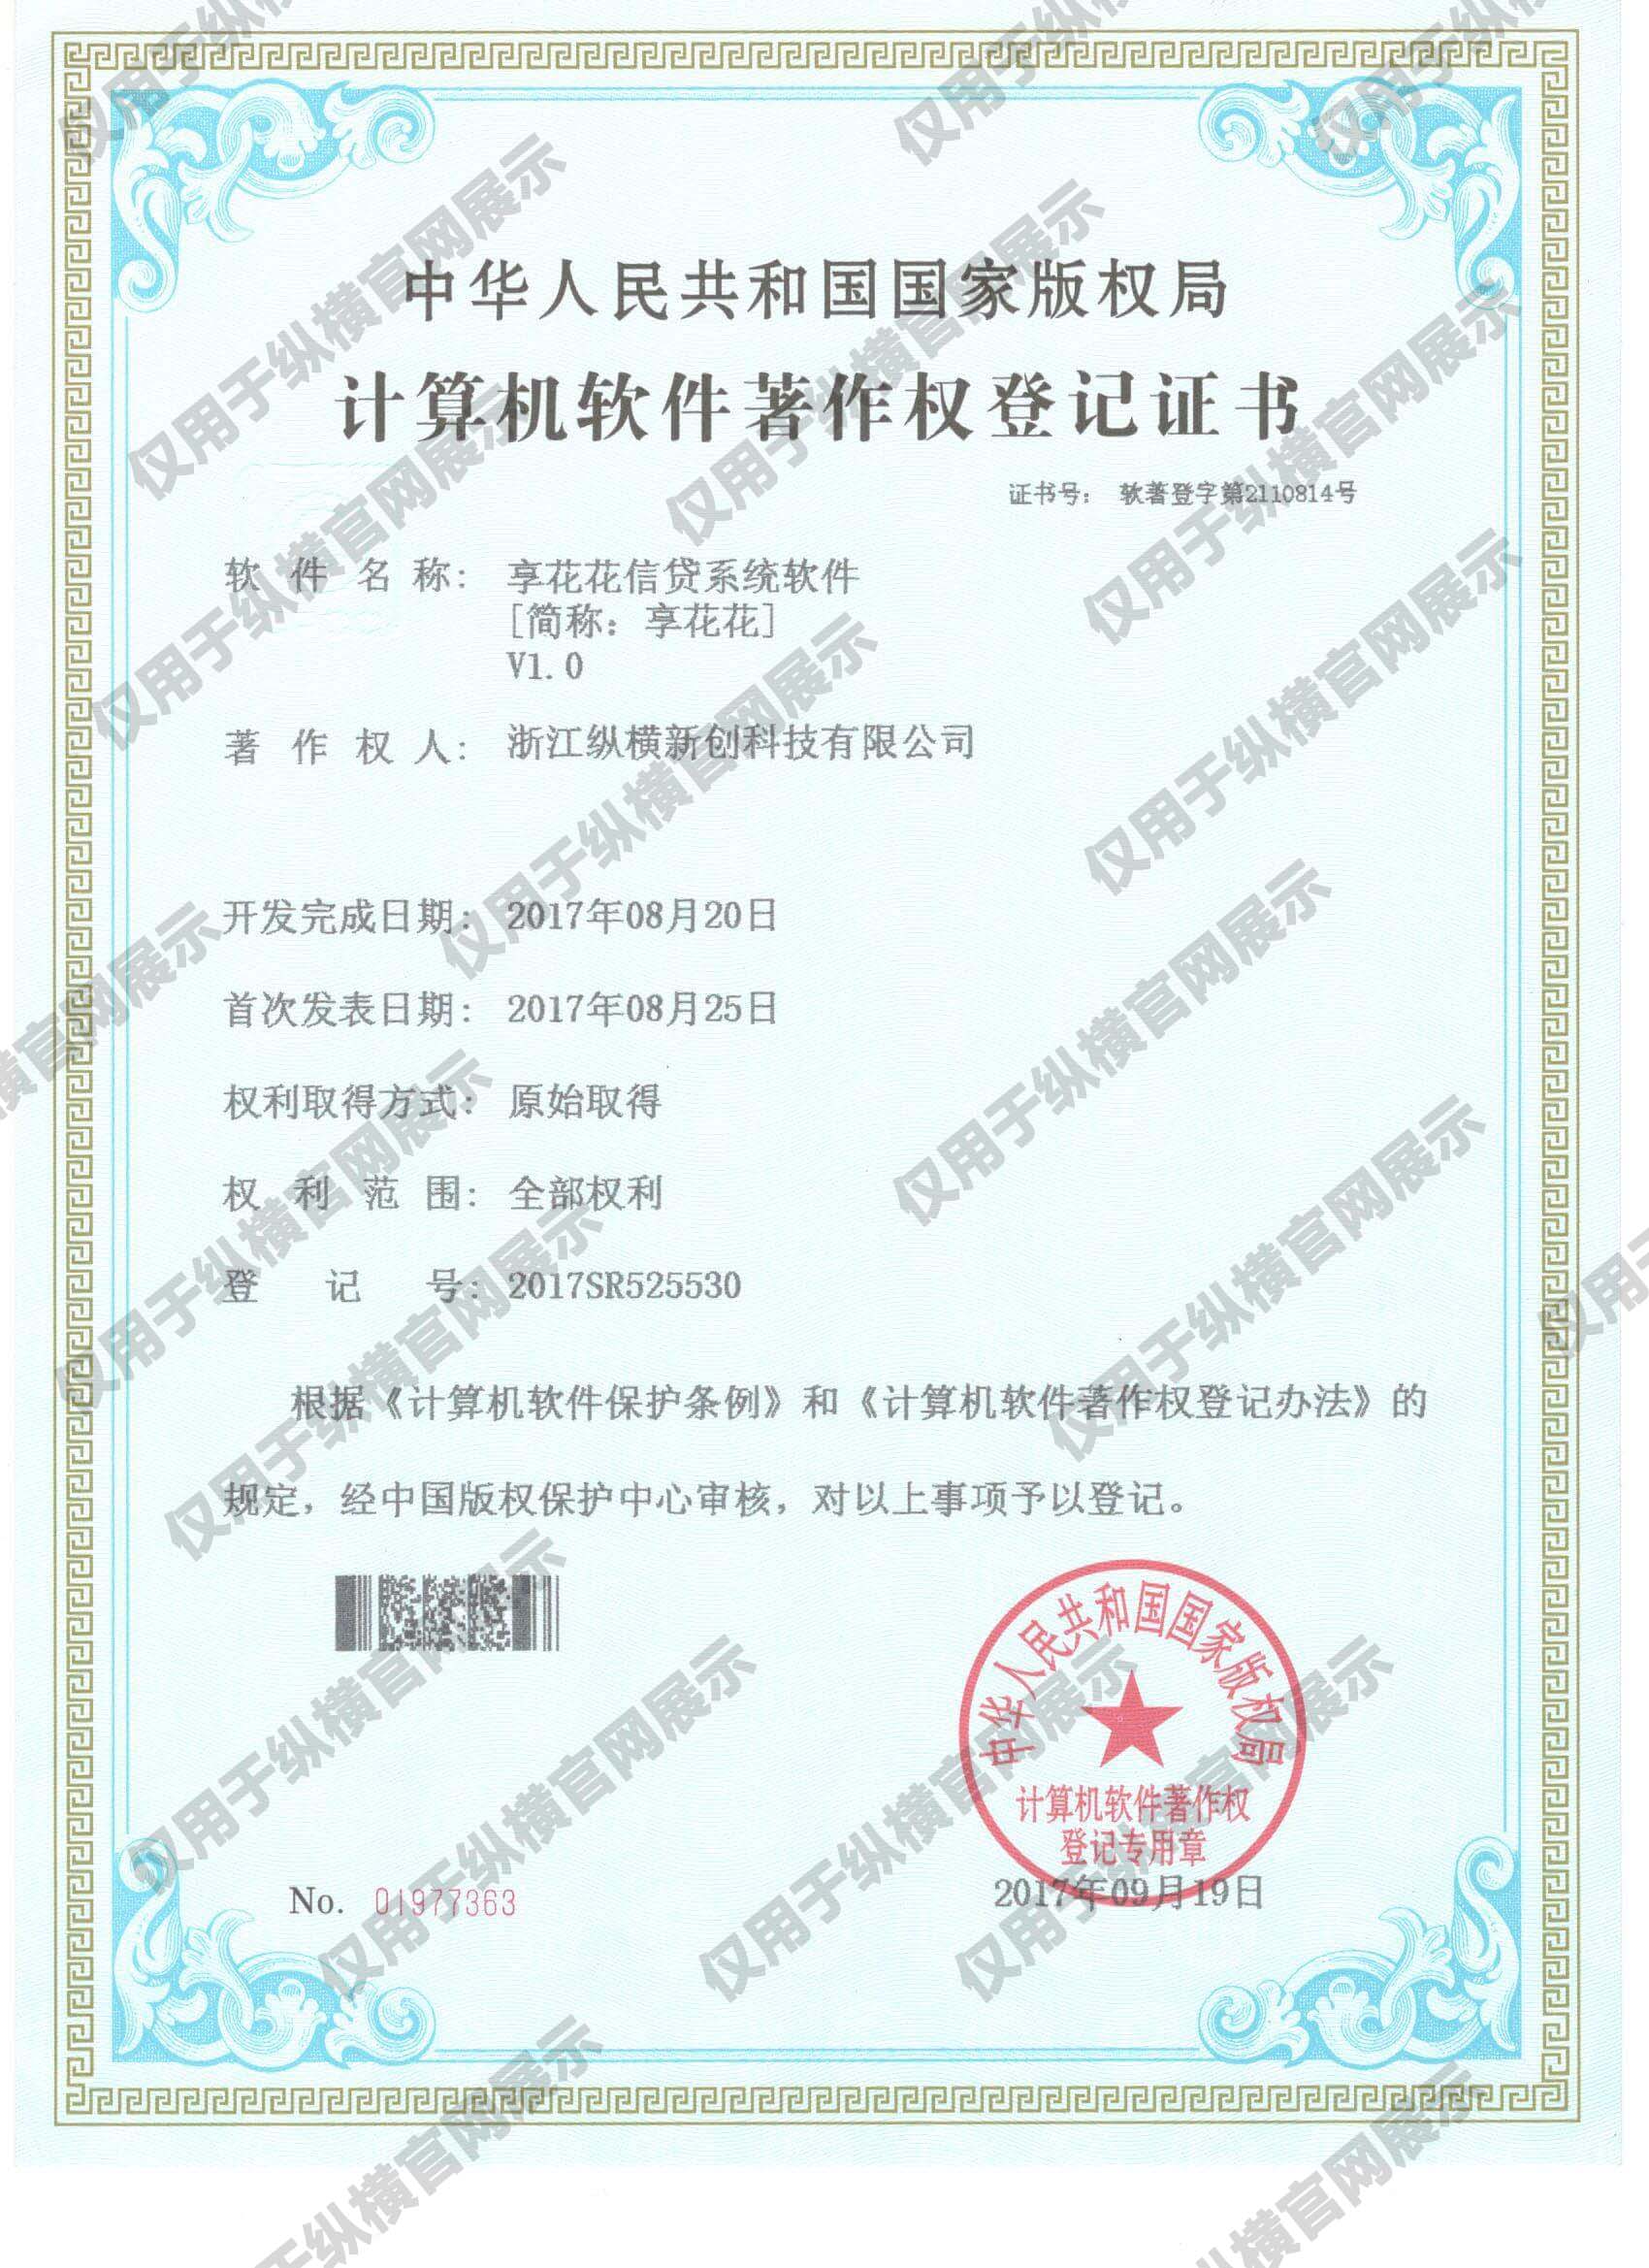 中华人民共和国国家版权局
计算机软件著作权登记证书
证书号： 软著登字第2110814号
软件名称： 享花花信贷系统软件
[简称：享花花]
V1.0
著作权人： 浙江纵横新创科技有限公司
开发完成日期： 2017年08月20日
首次发表日期： 2017年08月25日
权利取得方式： 原始取得
权利范围： 全部权利
登记号： 2017SR525530
根据《计算机软件保护条例》和《计算机软件著作权登记办法》的
规定，经中国版权保护中心审核，对以上事项予以登记。
中华人民共和国国家版权局
计算机软件著作权
登记专用章
No. 01977363
2017年09月19日
仅用于纵横官网展示